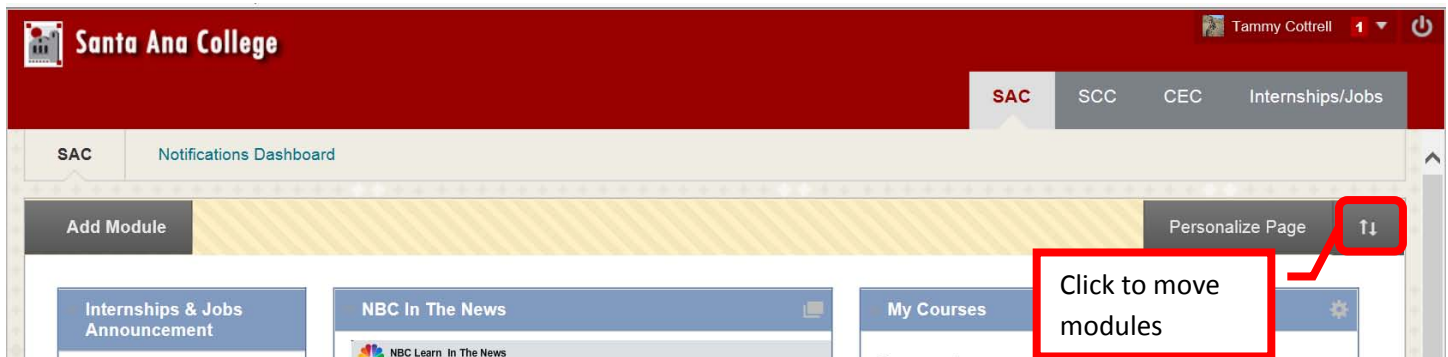 Santa Ana College
Tammy Cottrell 1
SAC SCC CEC Internships/Jobs
SAC Notifications Dashboard
Add Module
Personalize Page
Click to move
modules
Internships & Jobs
Announcement
NBC In The News
NBC Learn In The News
My Courses